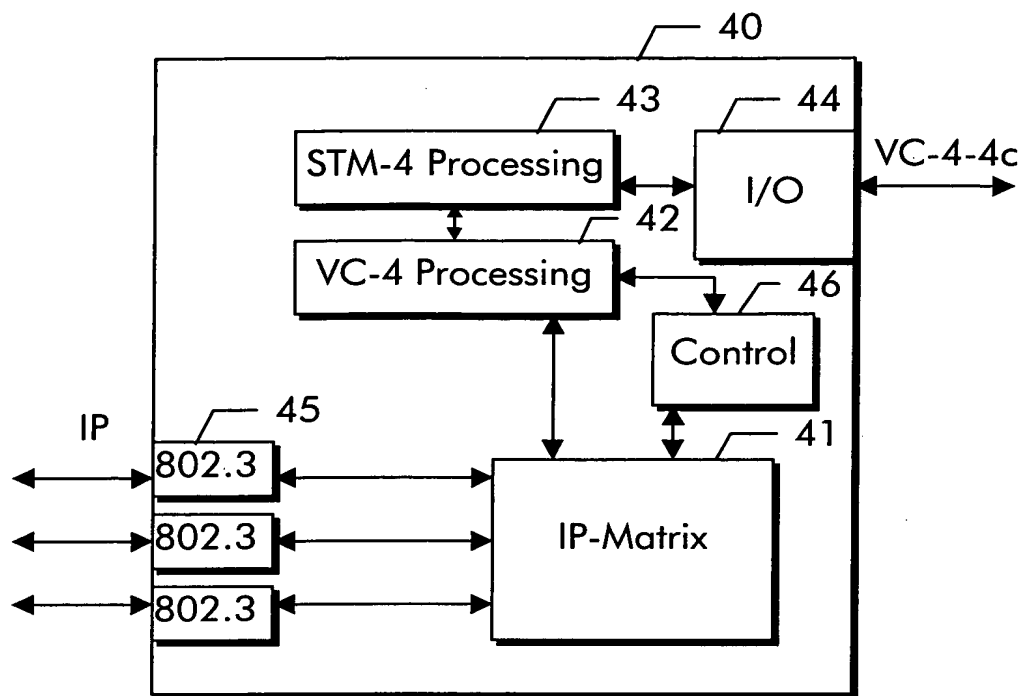 40
43
44
STM-4 Processing
I/O
VC-4-4c
42
VC-4 Processing
46
Control
IP
45
41
802.3
802.3
802.3
IP-Matrix